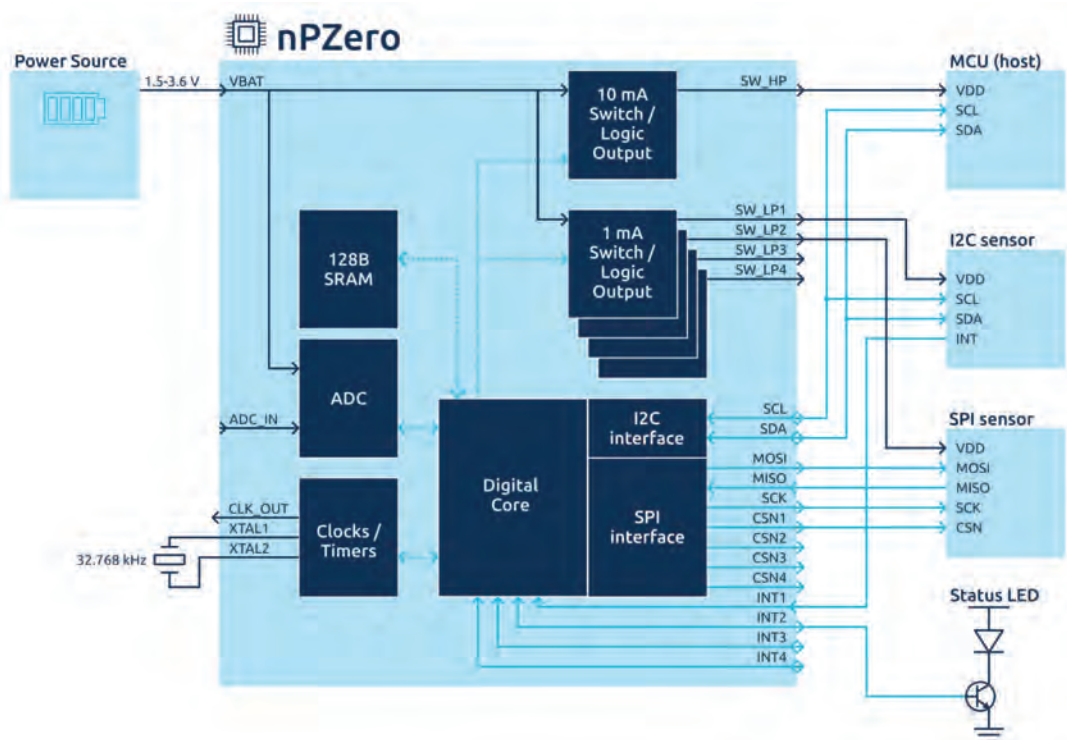 nPZero
Power Source
1.5-3.6 V
VBAT
10 mA
Switch /
Logic
Output
SW_HP
MCU (host)
VDD
SCL
SDA
128B
SRAM
1 mA
Switch /
Logic
Output
SW_LP1
SW_LP2
SW_LP3
SW_LP4
I2C sensor
VDD
SCL
SDA
INT
ADC
ADC_IN
Digital
Core
I2C
interface
SPI
interface
SCL
SDA
MOSI
MISO
SCK
CSN1
CSN2
CSN3
CSN4
INT1
INT2
INT3
INT4
SPI sensor
VDD
MOSI
MISO
SCK
CSN
CLK_OUT
XTAL1
XTAL2
Clocks /
Timers
32.768 kHz
Status LED